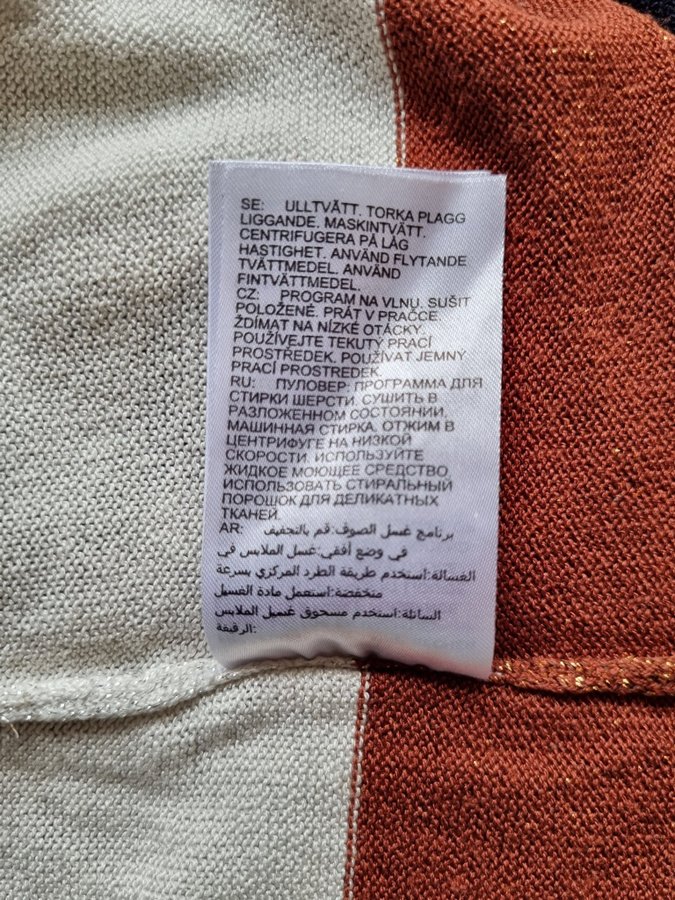 SE: ULLTVÄTT. TORKA PLAGG
LIGGANDE. MASKINTVÄTT.
CENTRIFUGERA PÅ LÅG
HASTIGHET. ANVÄND FLYTANDE
TVÄTTMEDEL. ANVÄND
FINTVÄTTMEDEL.
CZ: PROGRAM NA VLNU. SUŠIT
POLOŽENÉ. PRÁT V PRAČCE.
ŽDÍMAT NA NÍZKÉ OTÁČKY.
POUŽÍVEJTE TEKUTÝ PRACÍ
PROSTŘEDEK. POUŽÍVAT JEMNÝ
PRACÍ PROSTŘEDEK.
RU: ПУЛОВЕР: ПРОГРАММА ДЛЯ
СТИРКИ ШЕРСТИ. СУШИТЬ В
РАЗЛОЖЕННОМ СОСТОЯНИИ.
МАШИННАЯ СТИРКА. ОТЖИМ В
ЦЕНТРИФУГЕ НА НИЗКОЙ
СКОРОСТИ. ИСПОЛЬЗУЙТЕ
ЖИДКОЕ МОЮЩЕЕ СРЕДСТВО.
ИСПОЛЬЗОВАТЬ СТИРАЛЬНЫЙ
ПОРОШОК ДЛЯ ДЕЛИКАТНЫХ
ТКАНЕЙ.
AR: برنامج غسل الصوف:قم بالتجفيف
في وضع أفقي:غسل الملابس في
الغسالة:استخدم طريقة الطرد المركزي بسرعة
منخفضة:استعمل مادة الغسيل
السائلة:استخدم مسحوق غسيل الملابس
الرقيقة: